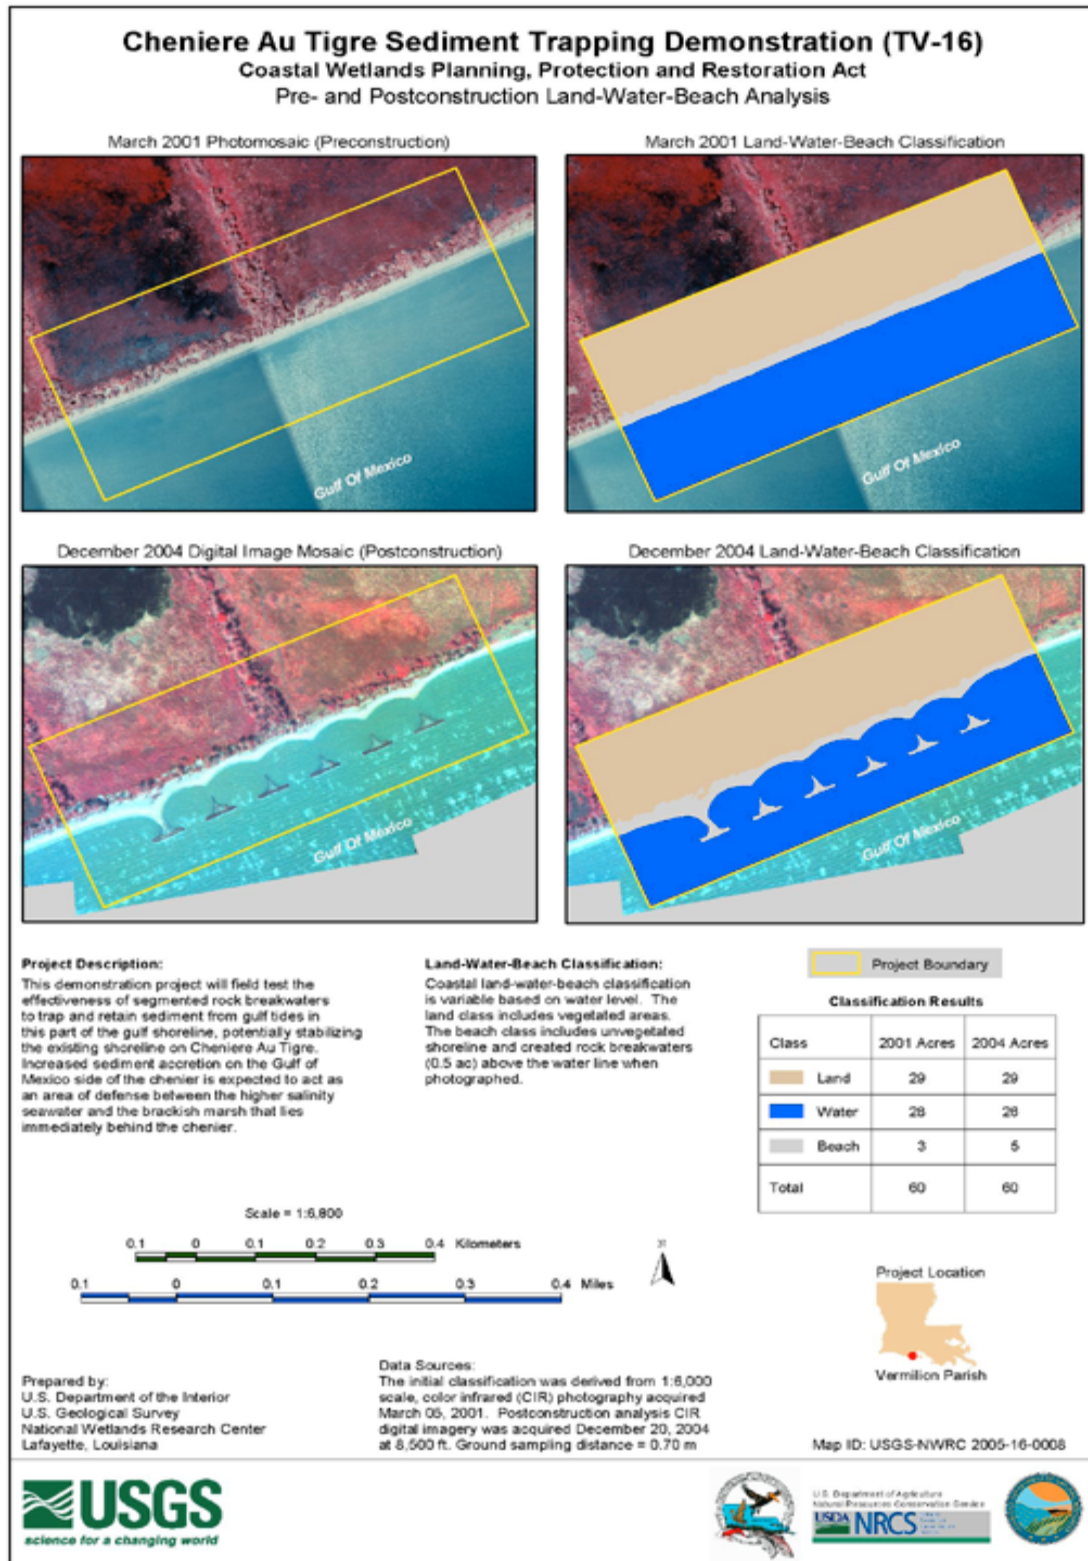 Cheniere Au Tigre Sediment Trapping Demonstration (TV-16)
Coastal Wetlands Planning, Protection and Restoration Act
Pre- and Postconstruction Land-Water-Beach Analysis
March 2001 Photomosaic (Preconstruction)
March 2001 Land-Water-Beach Classification
Gulf Of Mexico
Gulf Of Mexico
December 2004 Digital Image Mosaic (Postconstruction)
December 2004 Land-Water-Beach Classification
Gulf Of Mexico
Gulf Of Mexico
Project Description:
This demonstration project will field test the
effectiveness of segmented rock breakwaters
to trap and retain sediment from gulf tides in
this part of the gulf shoreline, potentially stabilizing
the existing shoreline on Cheniere Au Tigre.
Increased sediment accretion on the Gulf of
Mexico side of the chenier is expected to act as
an area of defense between the higher salinity
seawater and the brackish marsh that lies
immediately behind the chenier.
Land-Water-Beach Classification:
Coastal land-water-beach classification
is variable based on water level. The
land class includes vegetated areas.
The beach class includes unvegetated
shoreline and created rock breakwaters
(0.5 ac) above the water line when
photographed.
Project Boundary
Classification Results
Class 2001 Acres 2004 Acres
Land 29 29
Water 28 26
Beach 3 5
Total 60 60
Scale = 1:6,800
0.1 0 0.1 0.2 0.3 0.4 Kilometers
0.1 0 0.1 0.2 0.3 0.4 Miles
N
Project Location
Vermilion Parish
Prepared by:
U.S. Department of the Interior
U.S. Geological Survey
National Wetlands Research Center
Lafayette, Louisiana
Data Sources:
The initial classification was derived from 1:6,000
scale, color infrared (CIR) photography acquired
March 05, 2001. Postconstruction analysis CIR
digital imagery was acquired December 20, 2004
at 8,500 ft. Ground sampling distance = 0.70 m
Map ID: USGS-NWRC 2005-16-0008
USGS
science for a changing world
U.S. Department of Agriculture
Natural Resources Conservation Service
USDA NRCS